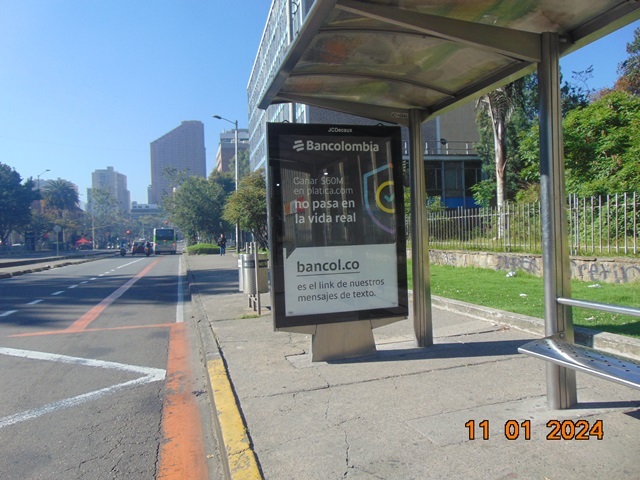 JCDecaux
Bancolombia
Ganar $60M
en platica.com
no pasa en
la vida real
bancol.co
es el link de nuestros
mensajes de texto.
11 01 2024